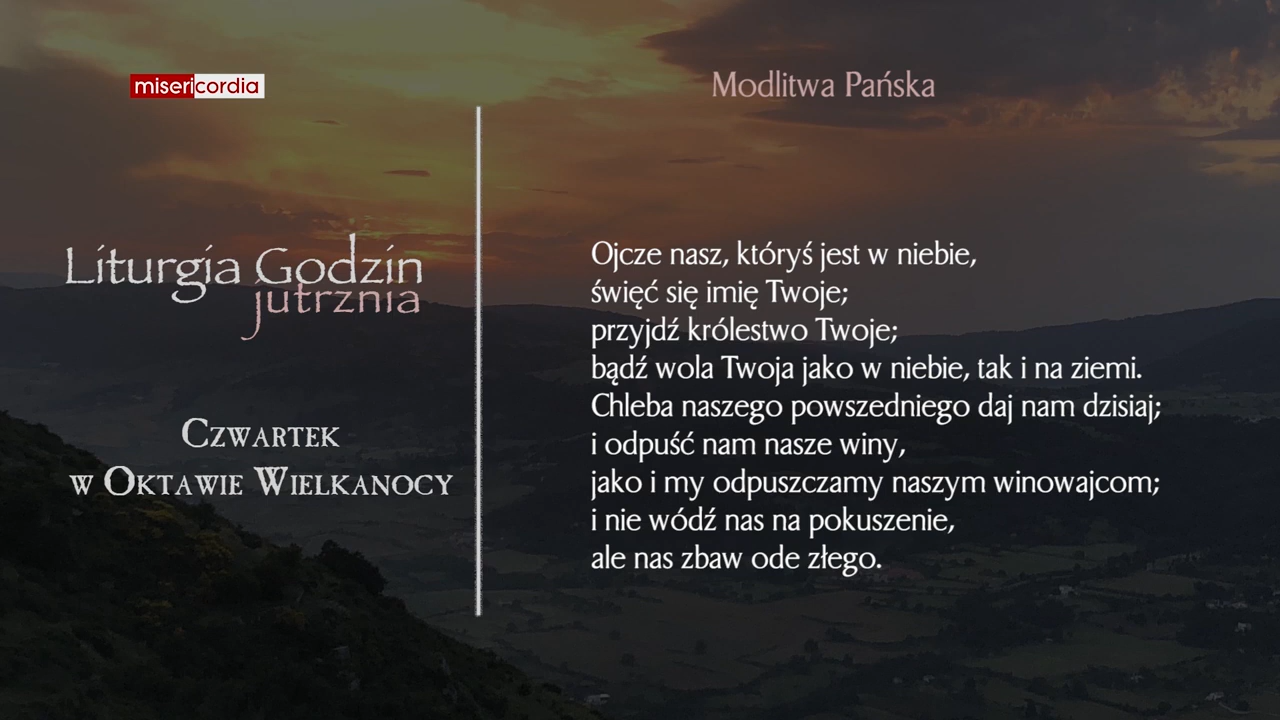 misericordia
Modlitwa Pańska
Liturgia Godzin
jutrznia
Czwartek
w Oktawie Wielkanocy
Ojcze nasz, któryś jest w niebie,
święć się imię Twoje;
przyjdź królestwo Twoje;
bądź wola Twoja jako w niebie, tak i na ziemi.
Chleba naszego powszedniego daj nam dzisiaj;
i odpuść nam nasze winy,
jako i my odpuszczamy naszym winowajcom;
i nie wódź nas na pokuszenie,
ale nas zbaw ode złego.